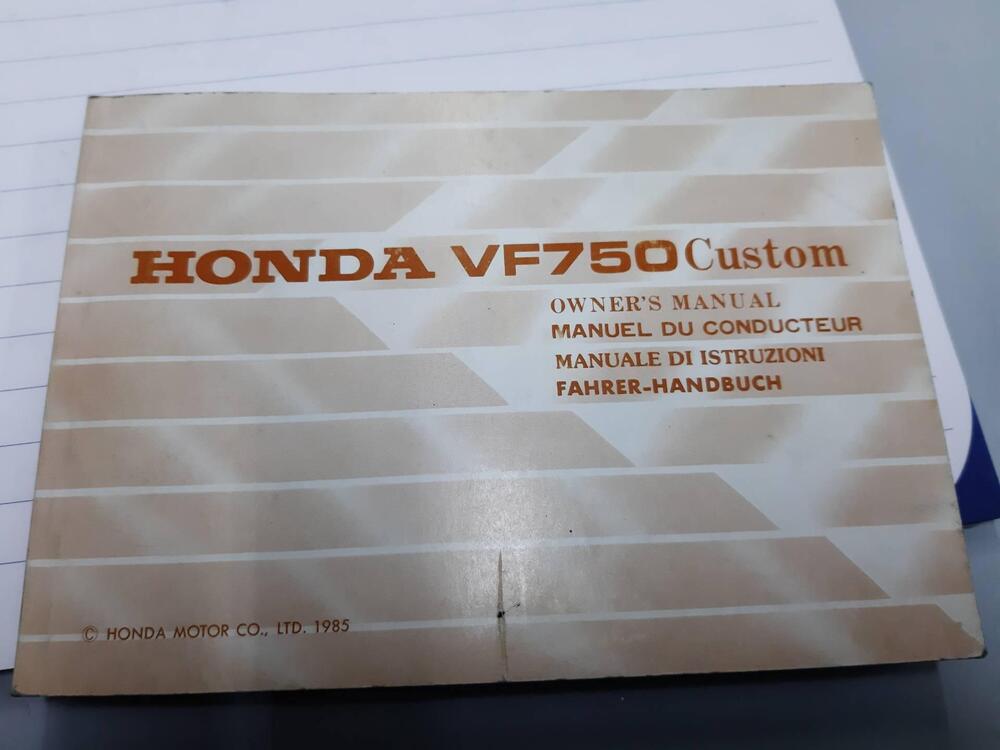 HONDA VF750 Custom
OWNER'S MANUAL
MANUEL DU CONDUCTEUR
MANUALE DI ISTRUZIONI
FAHRER-HANDBUCH
© HONDA MOTOR CO., LTD. 1985